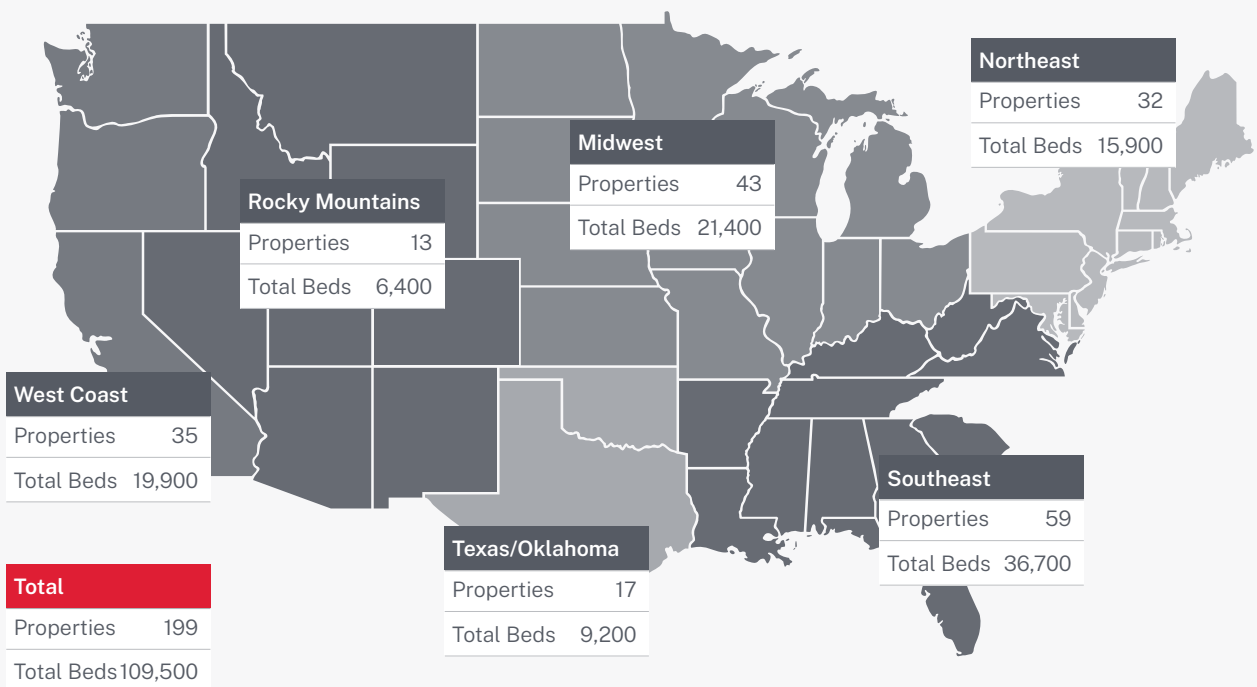 Northeast
Properties 32
Total Beds 15,900
Midwest
Properties 43
Total Beds 21,400
Rocky Mountains
Properties 13
Total Beds 6,400
West Coast
Properties 35
Total Beds 19,900
Southeast
Properties 59
Total Beds 36,700
Texas/Oklahoma
Properties 17
Total Beds 9,200
Total
Properties 199
Total Beds 109,500